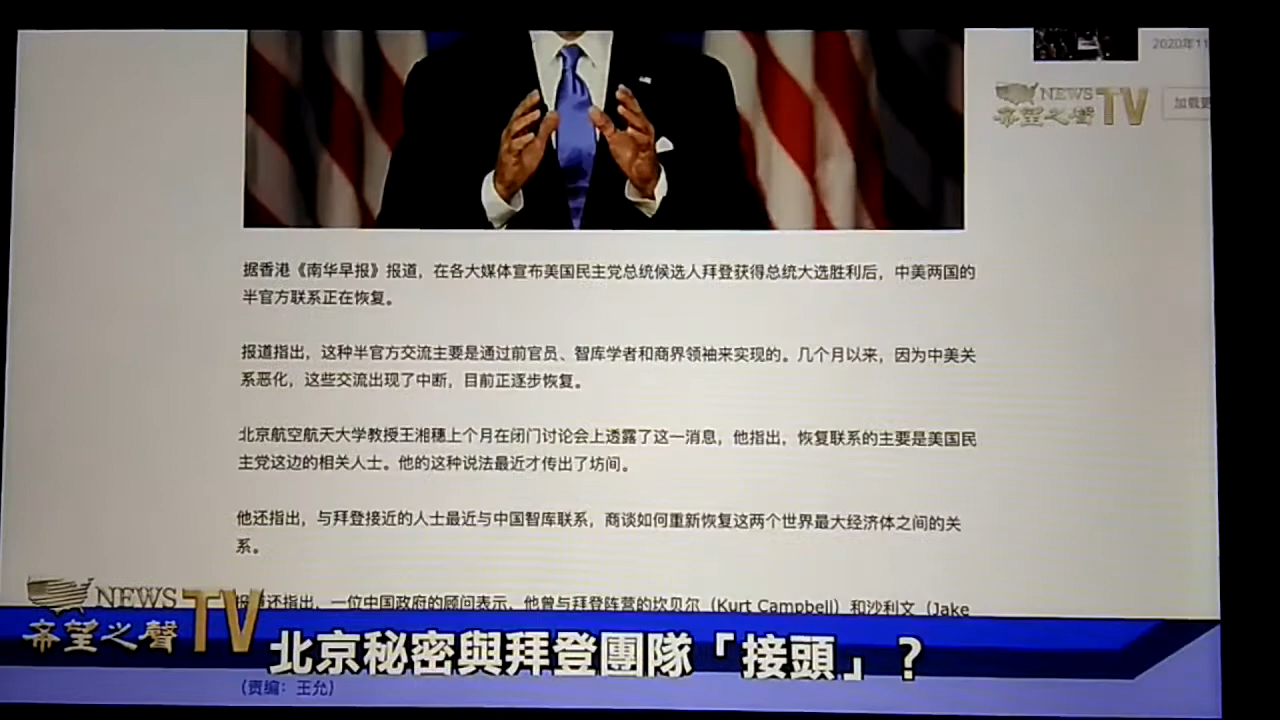 2020年11
NEWS
希望之聲TV
加载更
据香港《南华早报》报道，在各大媒体宣布美国民主党总统候选人拜登获得总统大选胜利后，中美两国的
半官方联系正在恢复。
报道指出，这种半官方交流主要是通过前官员、智库学者和商界领袖来实现的。几个月以来，因为中美关
系恶化，这些交流出现了中断，目前正逐步恢复。
北京航空航天大学教授王湘穗上个月在闭门讨论会上透露了这一消息，他指出，恢复联系的主要是美国民
主党这边的相关人士。他的这种说法最近才传出了坊间。
他还指出，与拜登接近的人士最近与中国智库联系，商谈如何重新恢复这两个世界最大经济体之间的关
系。
报道还指出，一位中国政府的顾问表示，他曾与拜登阵营的坎贝尔（Kurt Campbell）和沙利文（Jake
NEWS
希望之聲TV
北京秘密與拜登團隊「接頭」？
（责编：王允）